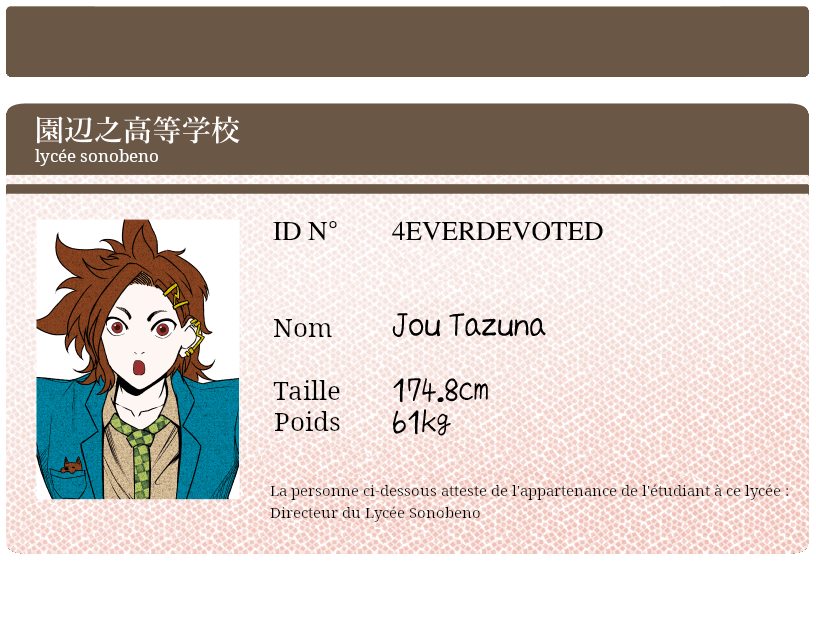 園辺之高等学校
lycée sonobeno
ID N° 4EVERDEVOTED
Nom Jou Tazuna
Taille 174.8cm
Poids 61kg
La personne ci-dessous atteste de l'appartenance de l'étudiant à ce lycée :
Directeur du Lycée Sonobeno